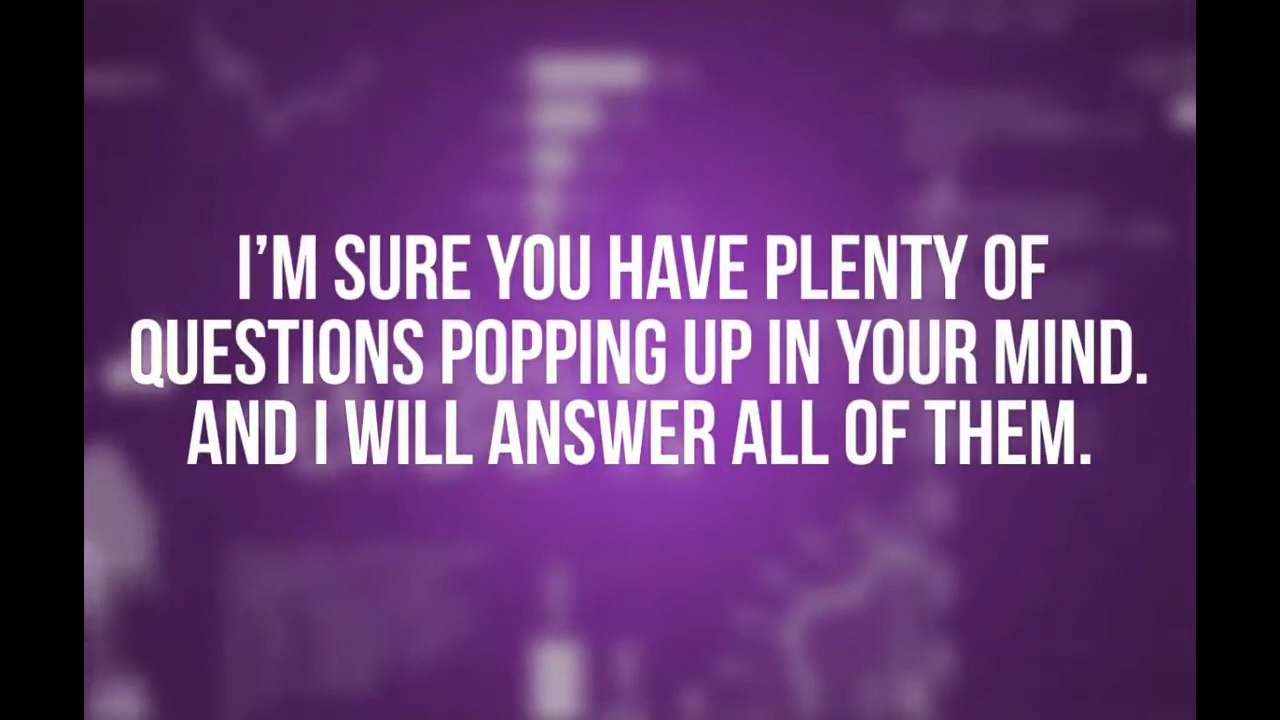 I’M SURE YOU HAVE PLENTY OF
QUESTIONS POPPING UP IN YOUR MIND.
AND I WILL ANSWER ALL OF THEM.